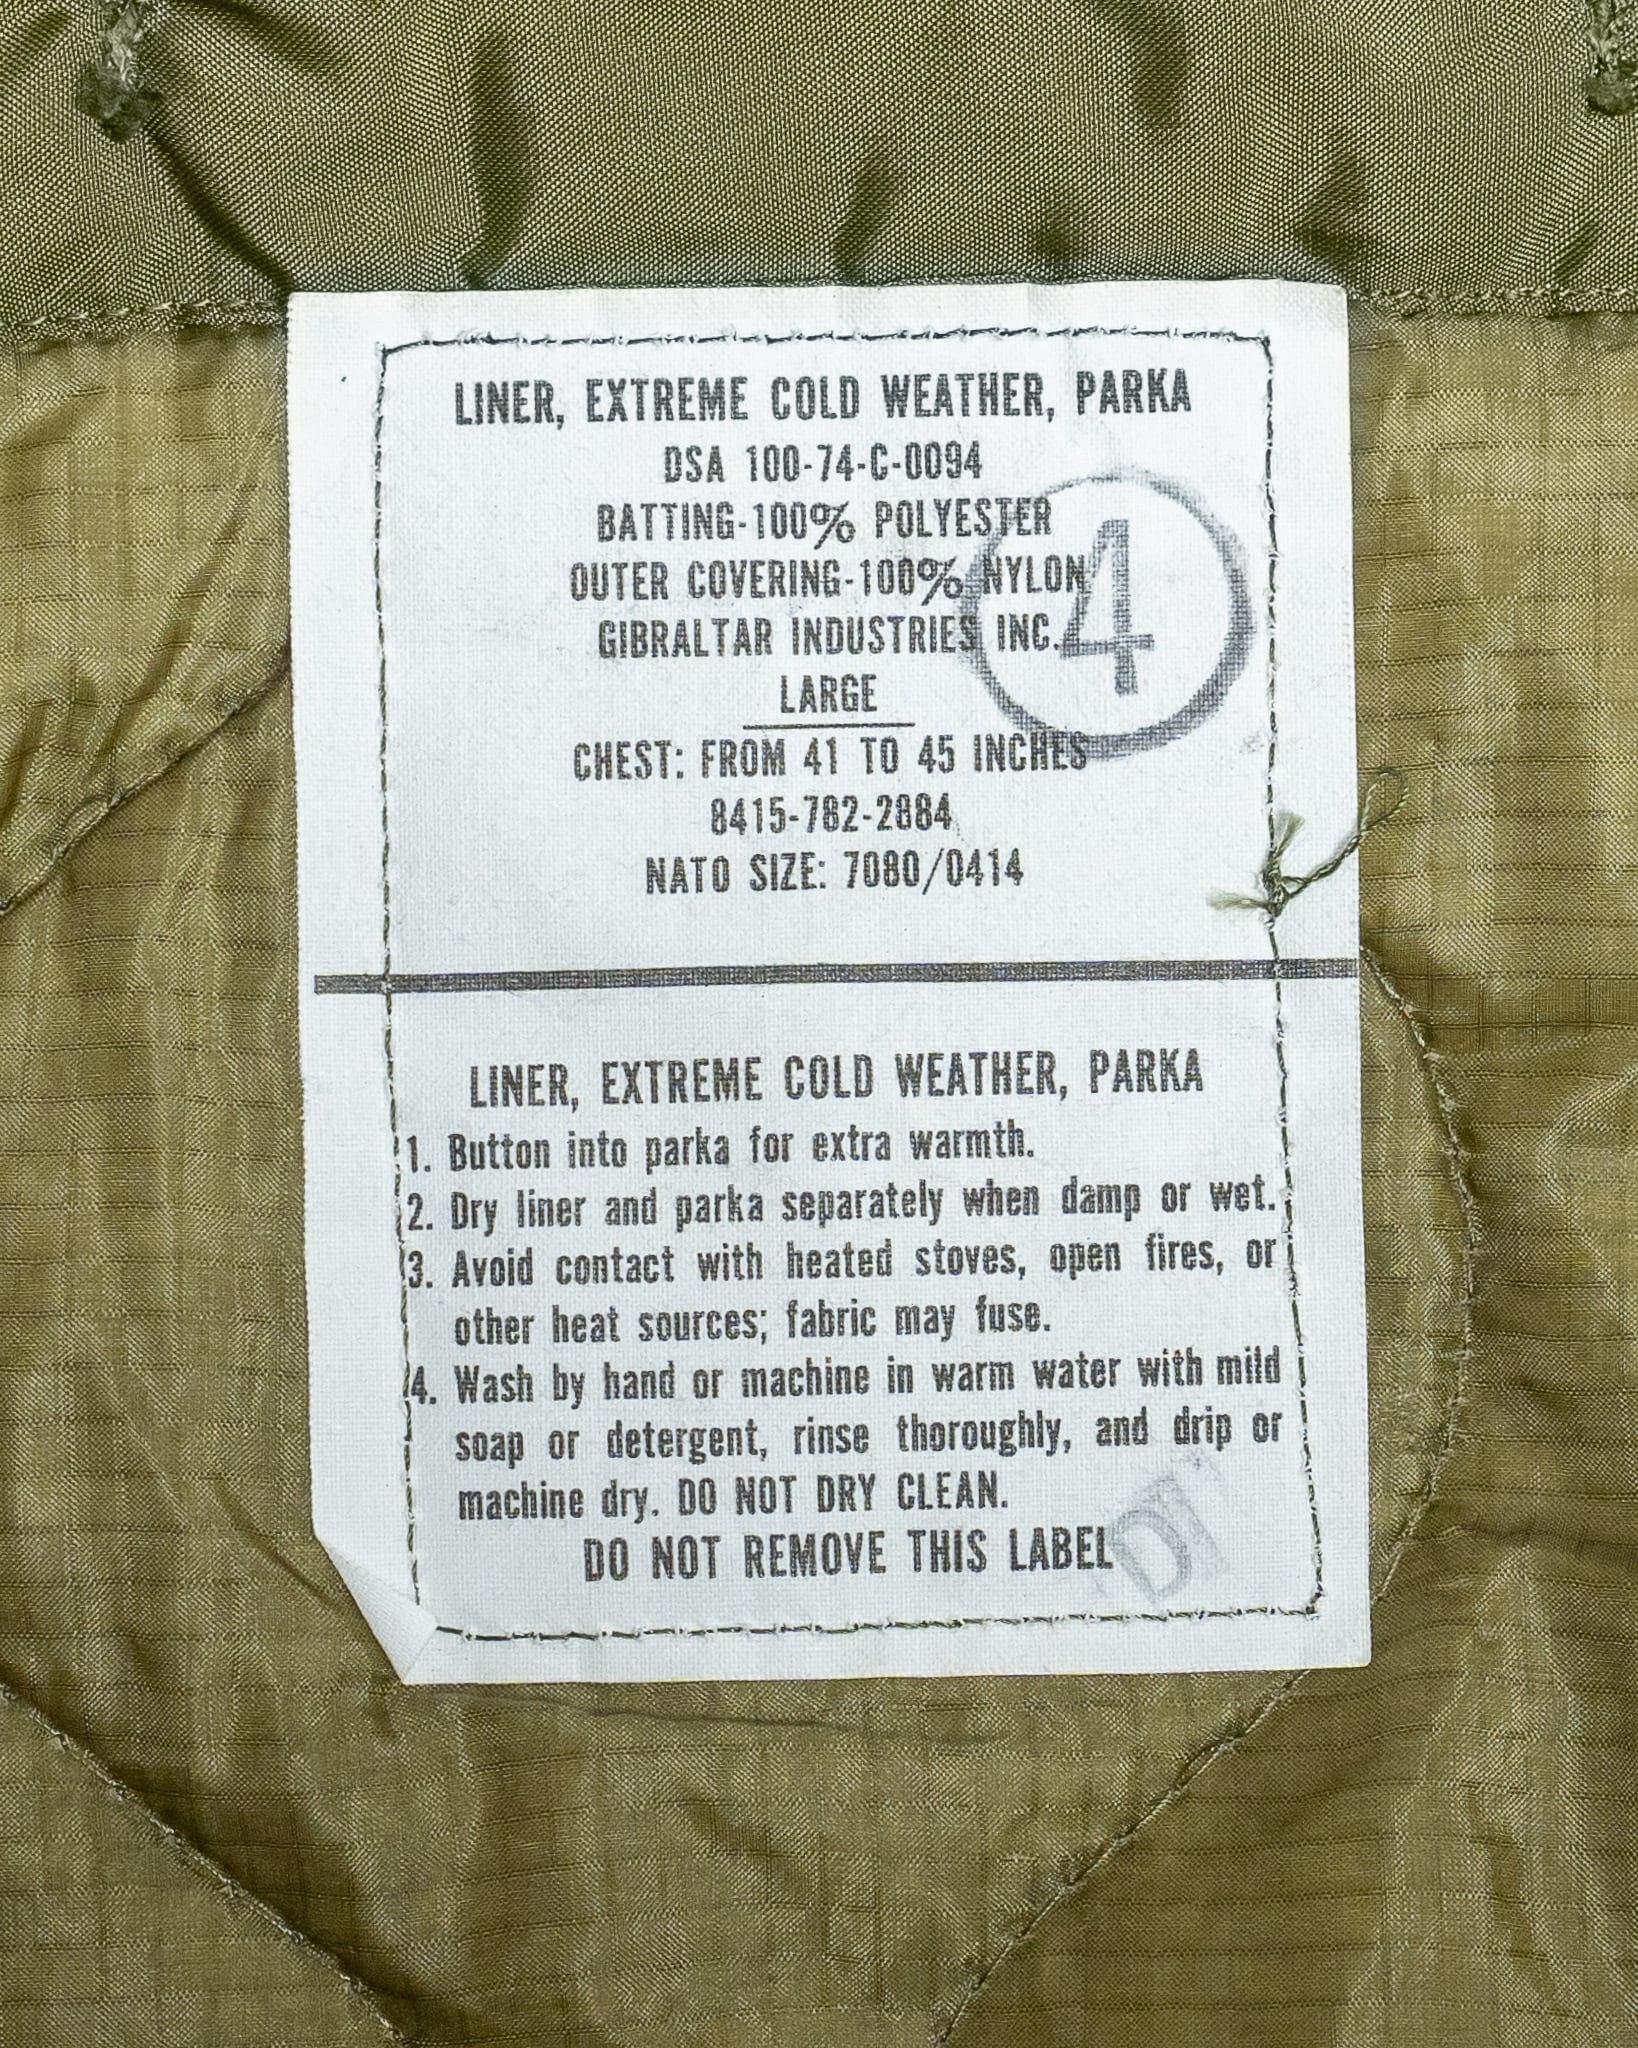 LINER, EXTREME COLD WEATHER, PARKA
DSA 100-74-C-0094
BATTING-100% POLYESTER
OUTER COVERING-100% NYLON
GIBRALTAR INDUSTRIES INC.
4
LARGE
CHEST: FROM 41 TO 45 INCHES
8415-782-2884
NATO SIZE: 7080/0414
LINER, EXTREME COLD WEATHER, PARKA
1. Button into parka for extra warmth.
2. Dry liner and parka separately when damp or wet.
3. Avoid contact with heated stoves, open fires, or
other heat sources; fabric may fuse.
4. Wash by hand or machine in warm water with mild
soap or detergent, rinse thoroughly, and drip or
machine dry. DO NOT DRY CLEAN.
DO NOT REMOVE THIS LABEL